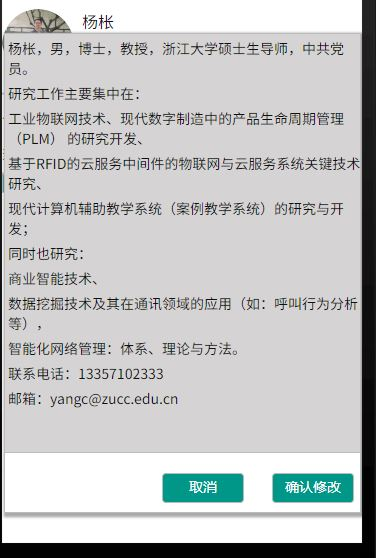 杨枨
杨枨，男，博士，教授，浙江大学硕士生导师，中共党
员。
研究工作主要集中在：
工业物联网技术、现代数字制造中的产品生命周期管理
（PLM） 的研究开发、
基于RFID的云服务中间件的物联网与云服务系统关键技术
研究、
现代计算机辅助教学系统（案例教学系统）的研究与开
发；
同时也研究：
商业智能技术、
数据挖掘技术及其在通讯领域的应用（如：呼叫行为分析
等），
智能化网络管理：体系、理论与方法。
联系电话：13357102333
邮箱：yangc@zucc.edu.cn
取消
确认修改